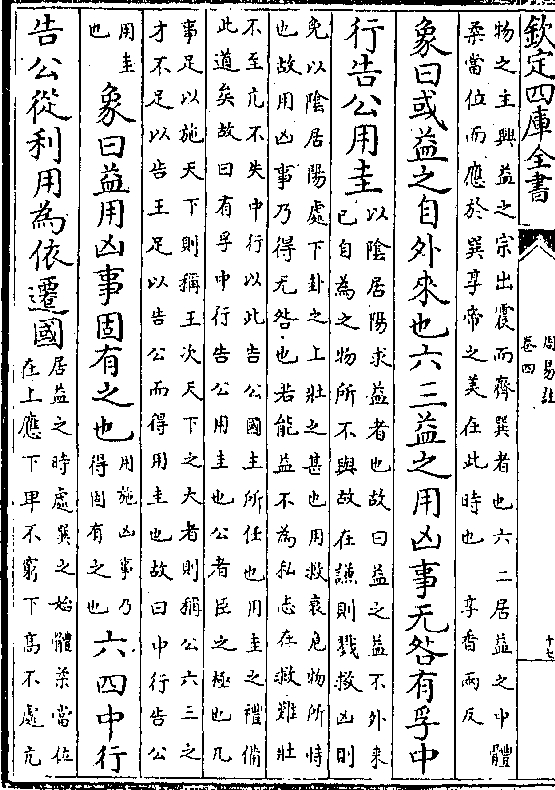 欽定四庫全書
周易註
卷四
十七
物之主興益之宗出震而齊巽者也六二居益之中體
柔當位而應於巽享帝之美在此時也 享香兩反
象曰或益之自外來也六三益之用凶事无咎有孚中
行告公用圭
以陰居陽求益者也故曰益之益不外來
已自為之物所不與故在謙則戮救凶則
免以陰居陽處下卦之上壯之甚也用救衰危物所恃
也故用凶事乃得无咎也若能益不為私志在救難壯
不至亢不失中行以此告公國主所任也用圭之禮備
此道矣故曰有孚中行告公用圭也公者臣之極也凡
事足以施天下則稱王次天下之大者則稱公六三之
才不足以告王足以告公而得用圭也故曰中行告公
用圭
也
象曰益用凶事固有之也
用施凶事乃
得固有之也
六四中行
告公從利用為依遷國
居益之時處巽之始體柔當位
在上應下卑不窮下高不處亢